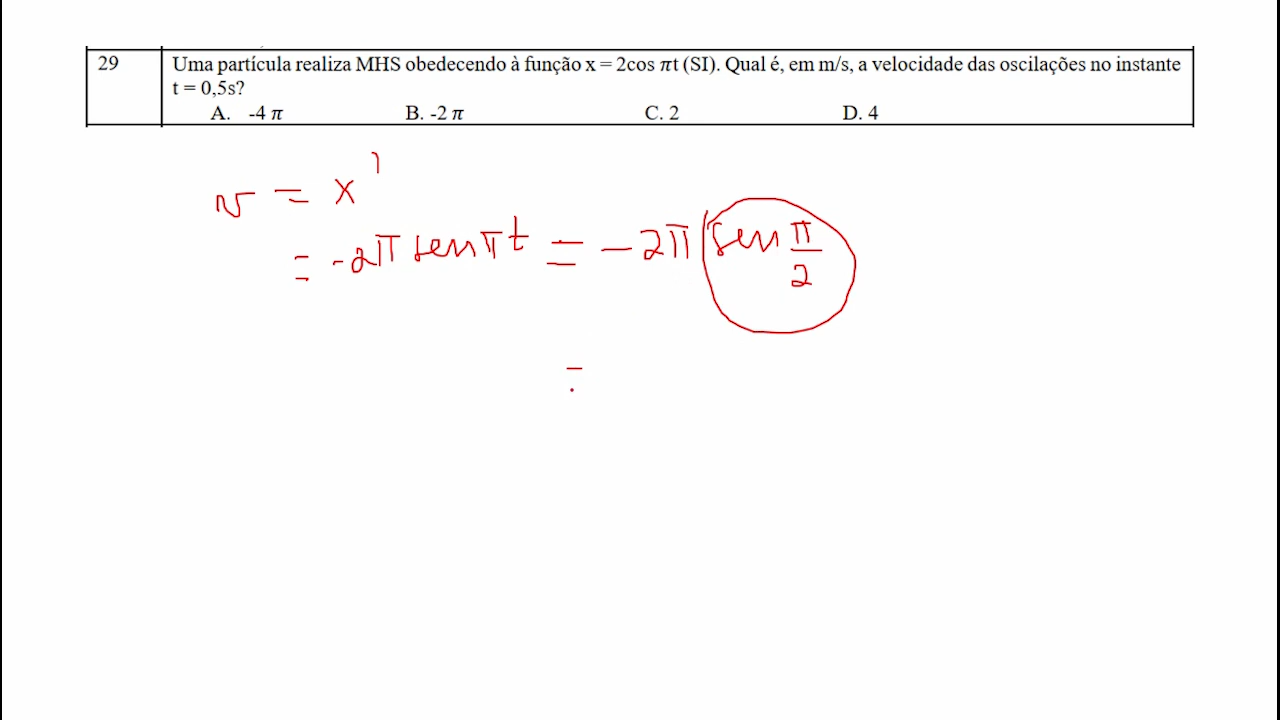 29 Uma partícula realiza MHS obedecendo à função x = 2cos πt (SI). Qual é, em m/s, a velocidade das oscilações no instante
t = 0,5s?
A. -4 π B. -2 π C. 2 D. 4
v = x'
= -2π sen πt = -2π sen π/2
=